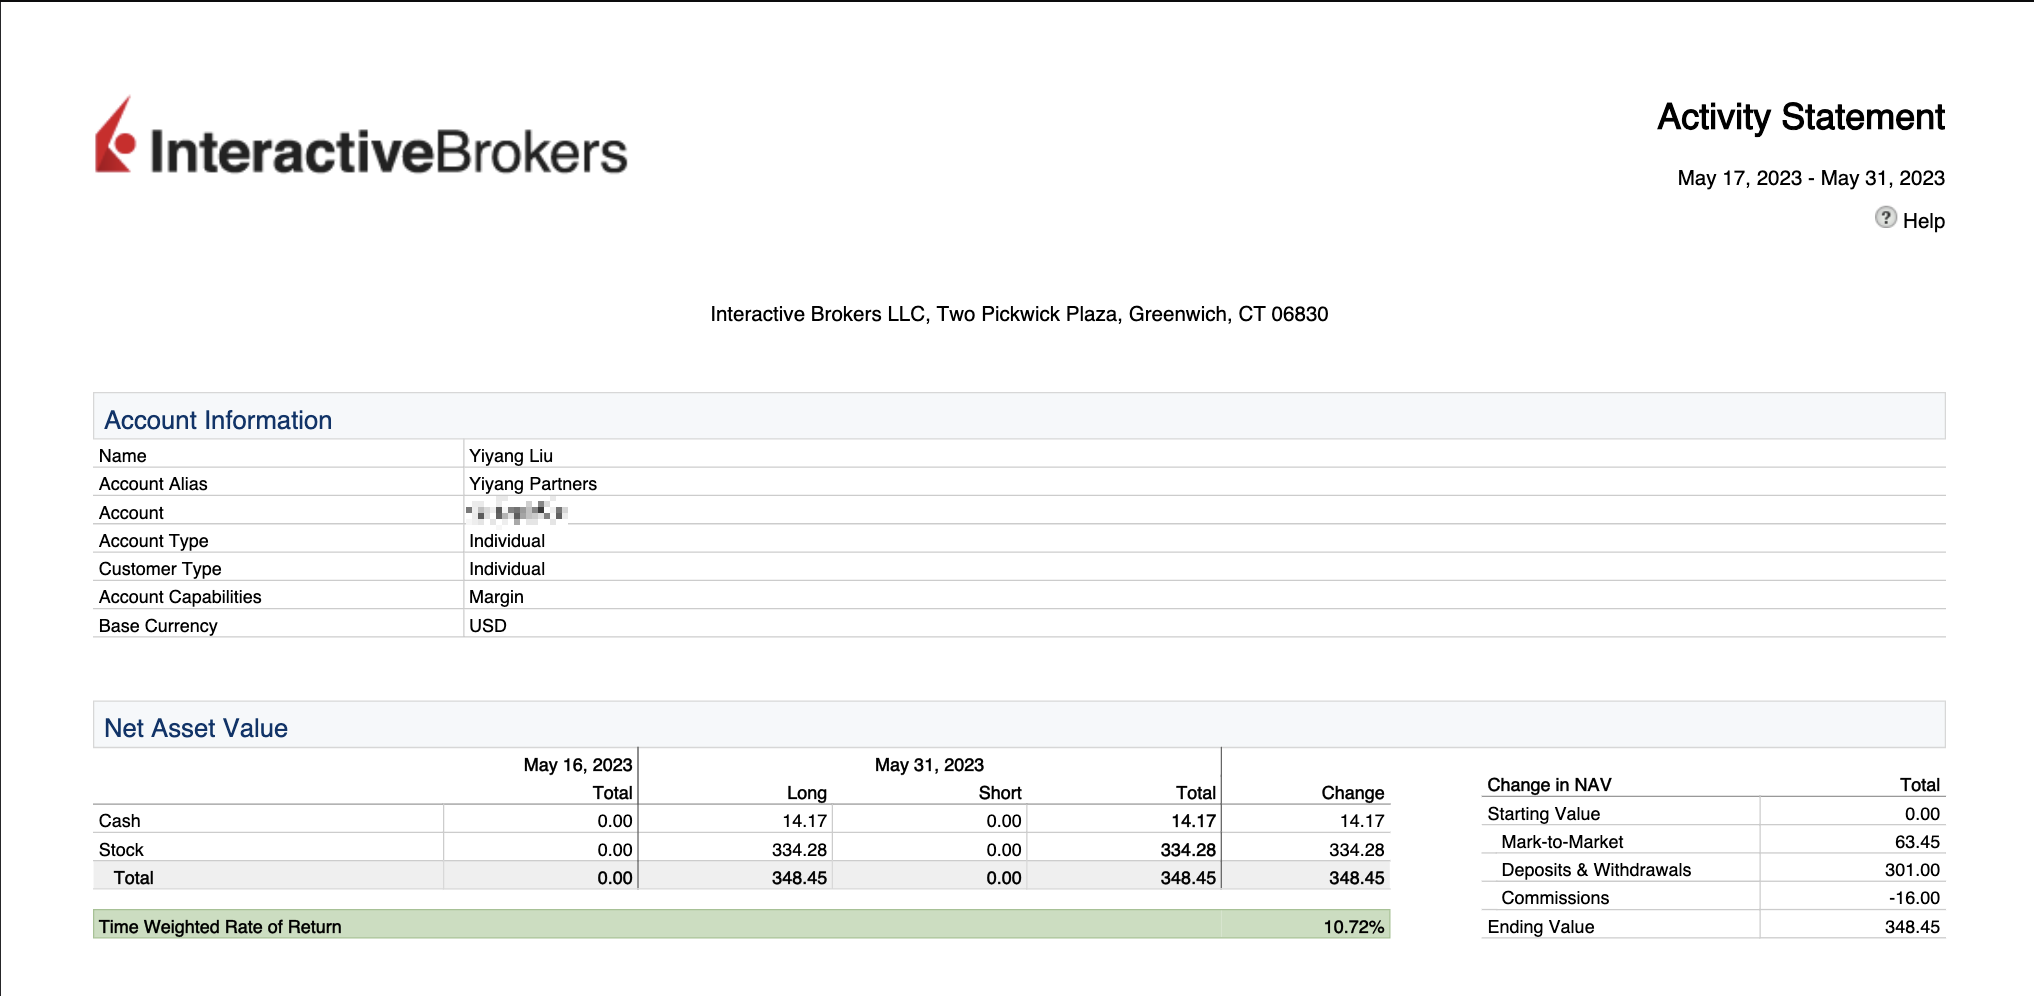 InteractiveBrokers
Activity Statement
May 17, 2023 - May 31, 2023
? Help
Interactive Brokers LLC, Two Pickwick Plaza, Greenwich, CT 06830
Account Information
Name Yiyang Liu
Account Alias Yiyang Partners
Account
Account Type Individual
Customer Type Individual
Account Capabilities Margin
Base Currency USD
Net Asset Value
May 16, 2023 May 31, 2023
Total Long Short Total Change
Cash 0.00 14.17 0.00 14.17 14.17
Stock 0.00 334.28 0.00 334.28 334.28
Total 0.00 348.45 0.00 348.45 348.45
Time Weighted Rate of Return 10.72%
Change in NAV Total
Starting Value 0.00
Mark-to-Market 63.45
Deposits & Withdrawals 301.00
Commissions -16.00
Ending Value 348.45